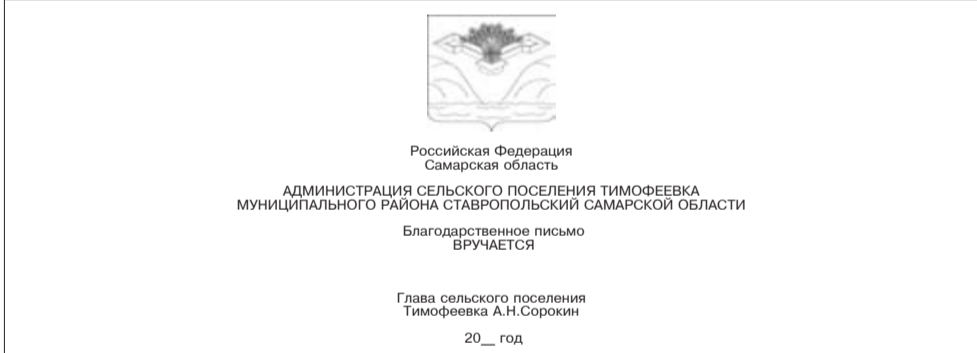 Российская Федерация
Самарская область
АДМИНИСТРАЦИЯ СЕЛЬСКОГО ПОСЕЛЕНИЯ ТИМОФЕЕВКА
МУНИЦИПАЛЬНОГО РАЙОНА СТАВРОПОЛЬСКИЙ САМАРСКОЙ ОБЛАСТИ
Благодарственное письмо
ВРУЧАЕТСЯ
Глава сельского поселения
Тимофеевка А.Н.Сорокин
20__ год